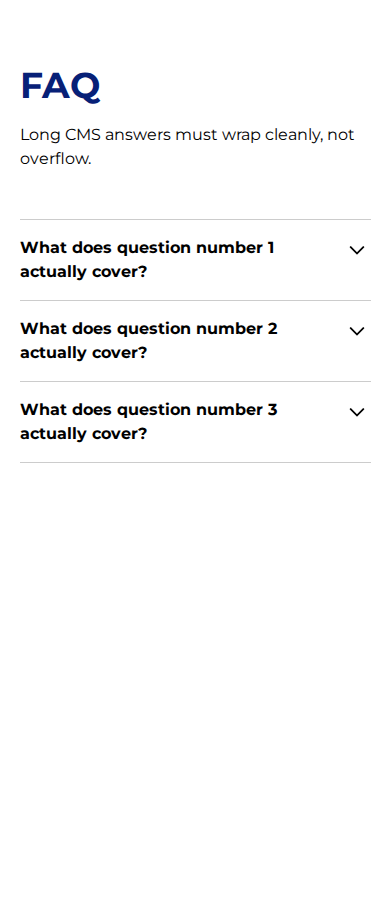 FAQ
Long CMS answers must wrap cleanly, not
overflow.
What does question number 1
actually cover?
What does question number 2
actually cover?
What does question number 3
actually cover?